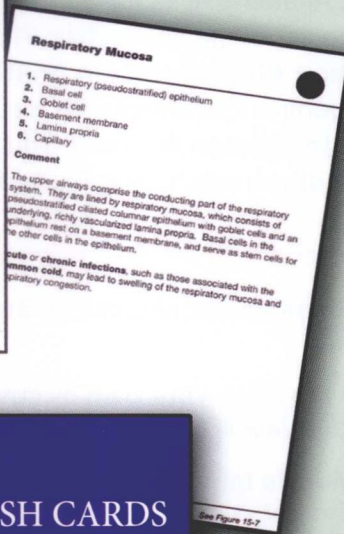 Respiratory Mucosa
1. Respiratory (pseudostratified) epithelium
2. Basal cell
3. Goblet cell
4. Basement membrane
5. Lamina propria
6. Capillary
Comment
The upper airways comprise the conducting part of the respiratory
system. They are lined by respiratory mucosa, which consists of
pseudostratified ciliated columnar epithelium with goblet cells and an
underlying, richly vascularized lamina propria. Basal cells in the
epithelium rest on a basement membrane, and serve as stem cells for
he other cells in the epithelium.
cute or chronic infections, such as those associated with the
ommon cold, may lead to swelling of the respiratory mucosa and
spiratory congestion.
See Figure 15-7
SH CARDS